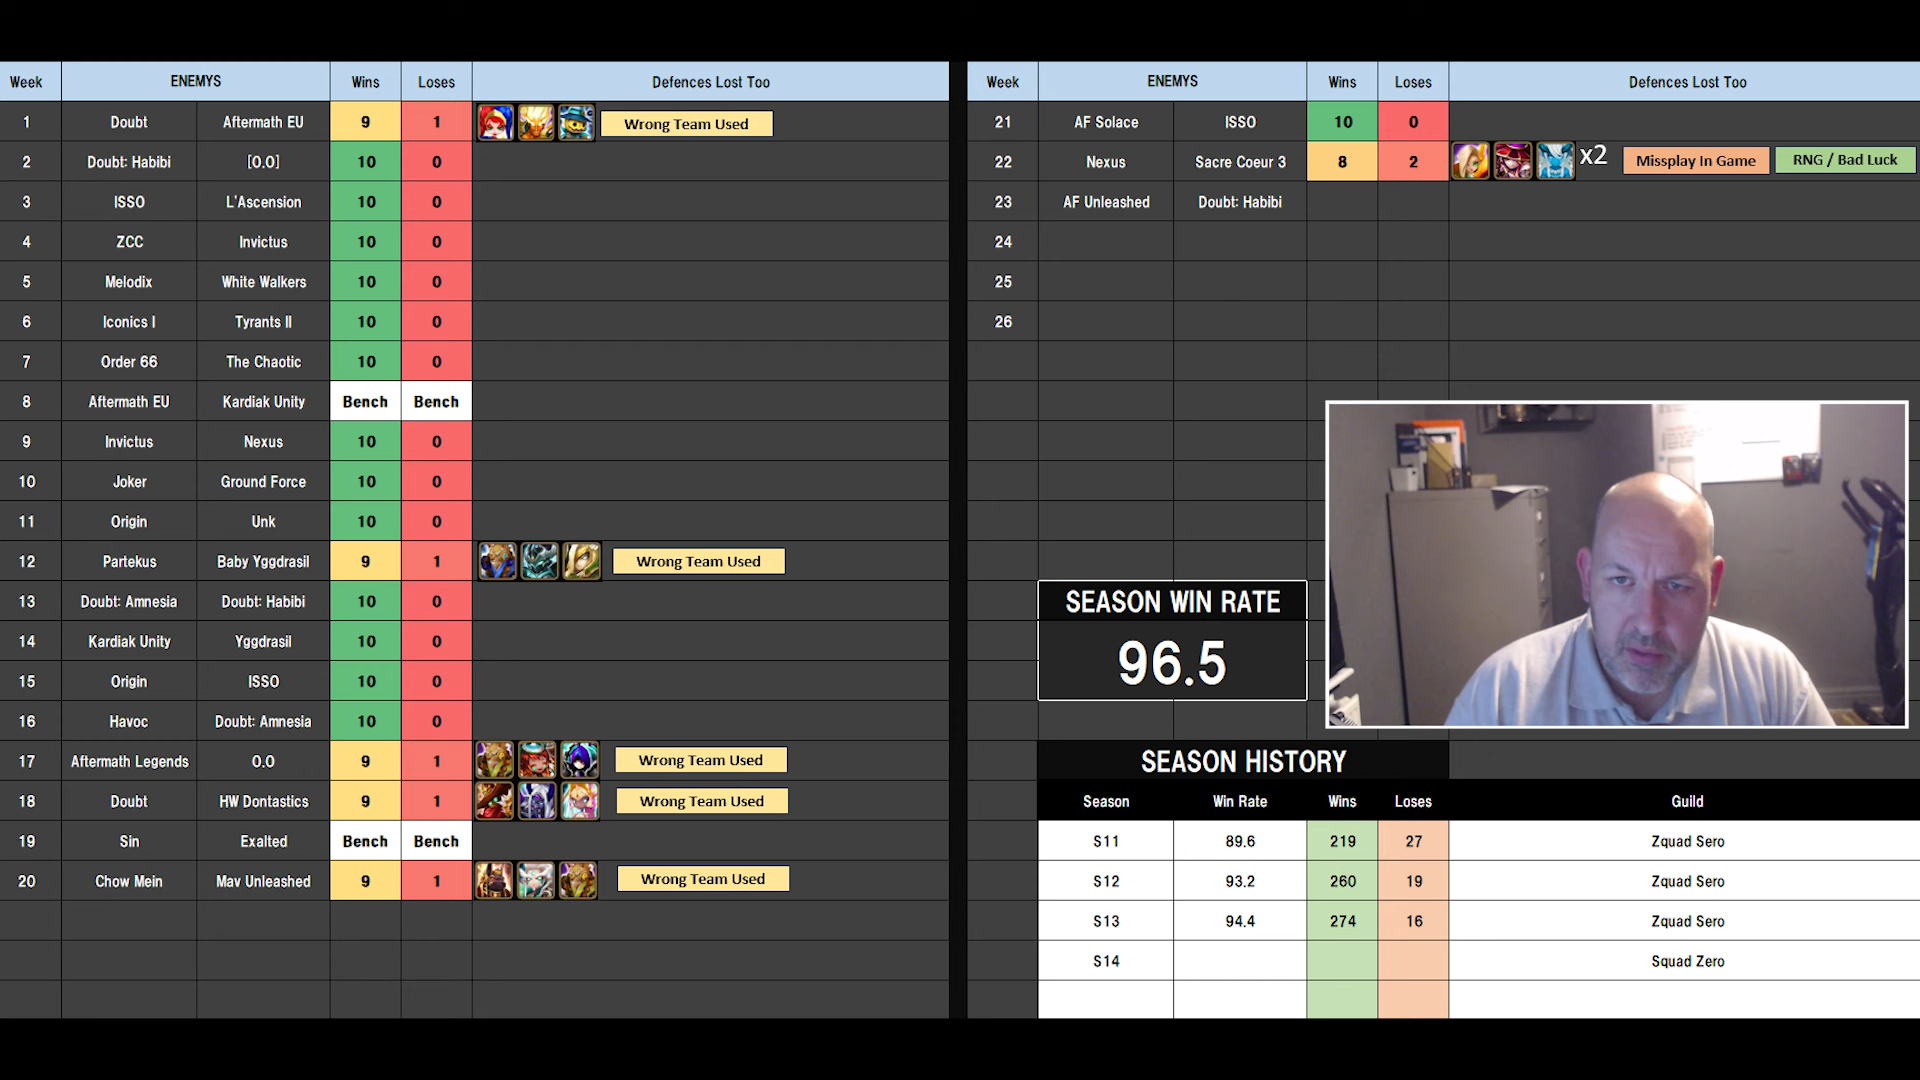 Week ENEMYS Wins Loses Defences Lost Too
1 Doubt Aftermath EU 9 1 Wrong Team Used
2 Doubt: Habibi [0.0] 10 0
3 ISSO L'Ascension 10 0
4 ZCC Invictus 10 0
5 Melodix White Walkers 10 0
6 Iconics I Tyrants II 10 0
7 Order 66 The Chaotic 10 0
8 Aftermath EU Kardiak Unity Bench Bench
9 Invictus Nexus 10 0
10 Joker Ground Force 10 0
11 Origin Unk 10 0
12 Partekus Baby Yggdrasil 9 1 Wrong Team Used
13 Doubt: Amnesia Doubt: Habibi 10 0
14 Kardiak Unity Yggdrasil 10 0
15 Origin ISSO 10 0
16 Havoc Doubt: Amnesia 10 0
17 Aftermath Legends 0.0 9 1 Wrong Team Used
18 Doubt HW Dontastics 9 1 Wrong Team Used
19 Sin Exalted Bench Bench
20 Chow Mein Mav Unleashed 9 1 Wrong Team Used
Week ENEMYS Wins Loses Defences Lost Too
21 AF Solace ISSO 10 0
22 Nexus Sacre Coeur 3 8 2 x2 Missplay In Game RNG / Bad Luck
23 AF Unleashed Doubt: Habibi
24
25
26
SEASON WIN RATE
96.5
SEASON HISTORY
Season Win Rate Wins Loses Guild
S11 89.6 219 27 Zquad Sero
S12 93.2 260 19 Zquad Sero
S13 94.4 274 16 Zquad Sero
S14 Squad Zero